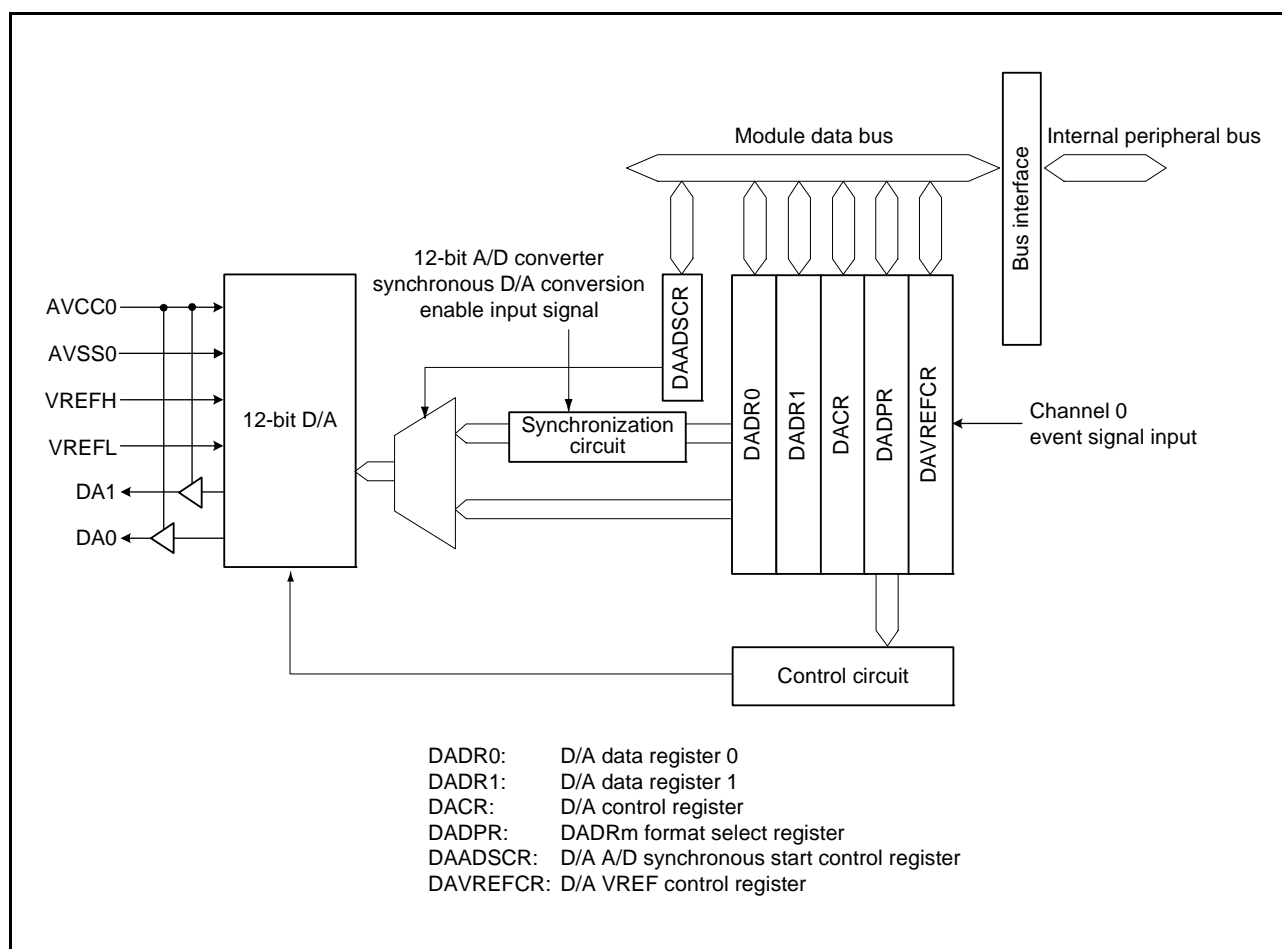 Module data bus
Internal peripheral bus
Bus interface
12-bit A/D converter
synchronous D/A conversion
enable input signal
DAADSCR
AVCC0
AVSS0
VREFH
VREFL
DA1
DA0
12-bit D/A
Synchronization
circuit
DADR0
DADR1
DACR
DADPR
DAVREFCR
Channel 0
event signal input
Control circuit
DADR0: D/A data register 0
DADR1: D/A data register 1
DACR: D/A control register
DADPR: DADRm format select register
DAADSCR: D/A A/D synchronous start control register
DAVREFCR: D/A VREF control register